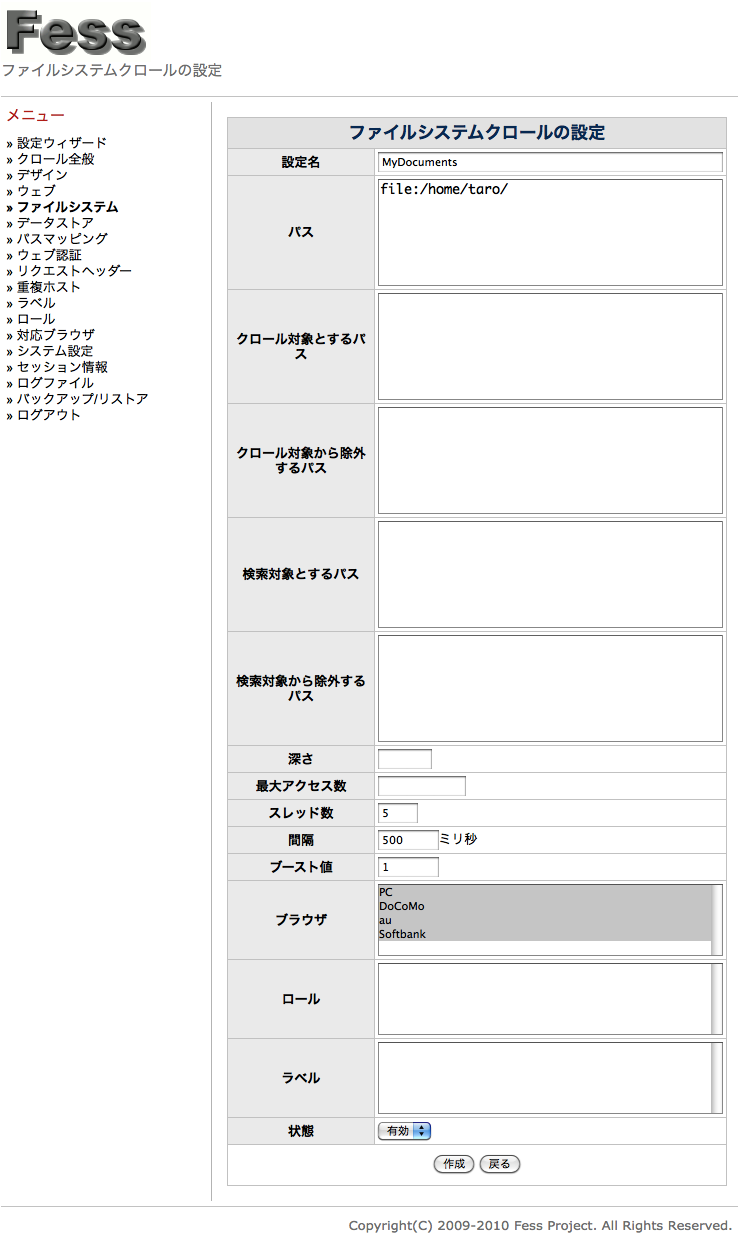 Fess
ファイルシステムクロールの設定
メニュー
» 設定ウィザード
» クロール全般
» デザイン
» ウェブ
» ファイルシステム
» データストア
» パスマッピング
» ウェブ認証
» リクエストヘッダー
» 重複ホスト
» ラベル
» ロール
» 対応ブラウザ
» システム設定
» セッション情報
» ログファイル
» バックアップ/リストア
» ログアウト
ファイルシステムクロールの設定
設定名 MyDocuments
パス file:/home/taro/
クロール対象とするパ
ス
クロール対象から除外
するパス
検索対象とするパス
検索対象から除外する
パス
深さ
最大アクセス数
スレッド数 5
間隔 500 ミリ秒
ブースト値 1
ブラウザ
PC
DoCoMo
au
Softbank
ロール
ラベル
状態 有効
作成 戻る
Copyright(C) 2009-2010 Fess Project. All Rights Reserved.